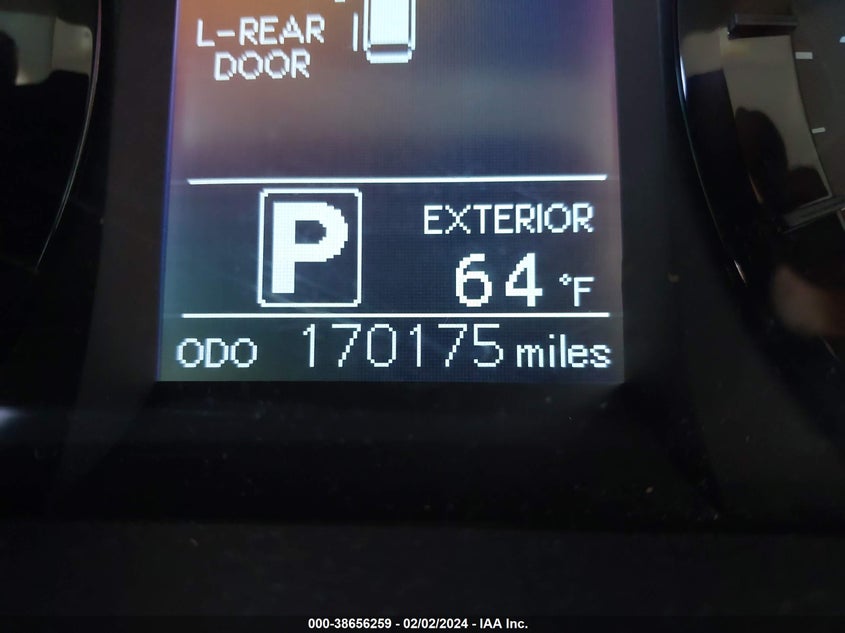 L-REAR
DOOR
P
EXTERIOR
64 °F
ODO 170175 miles
000-38656259 - 02/02/2024 - IAA Inc.